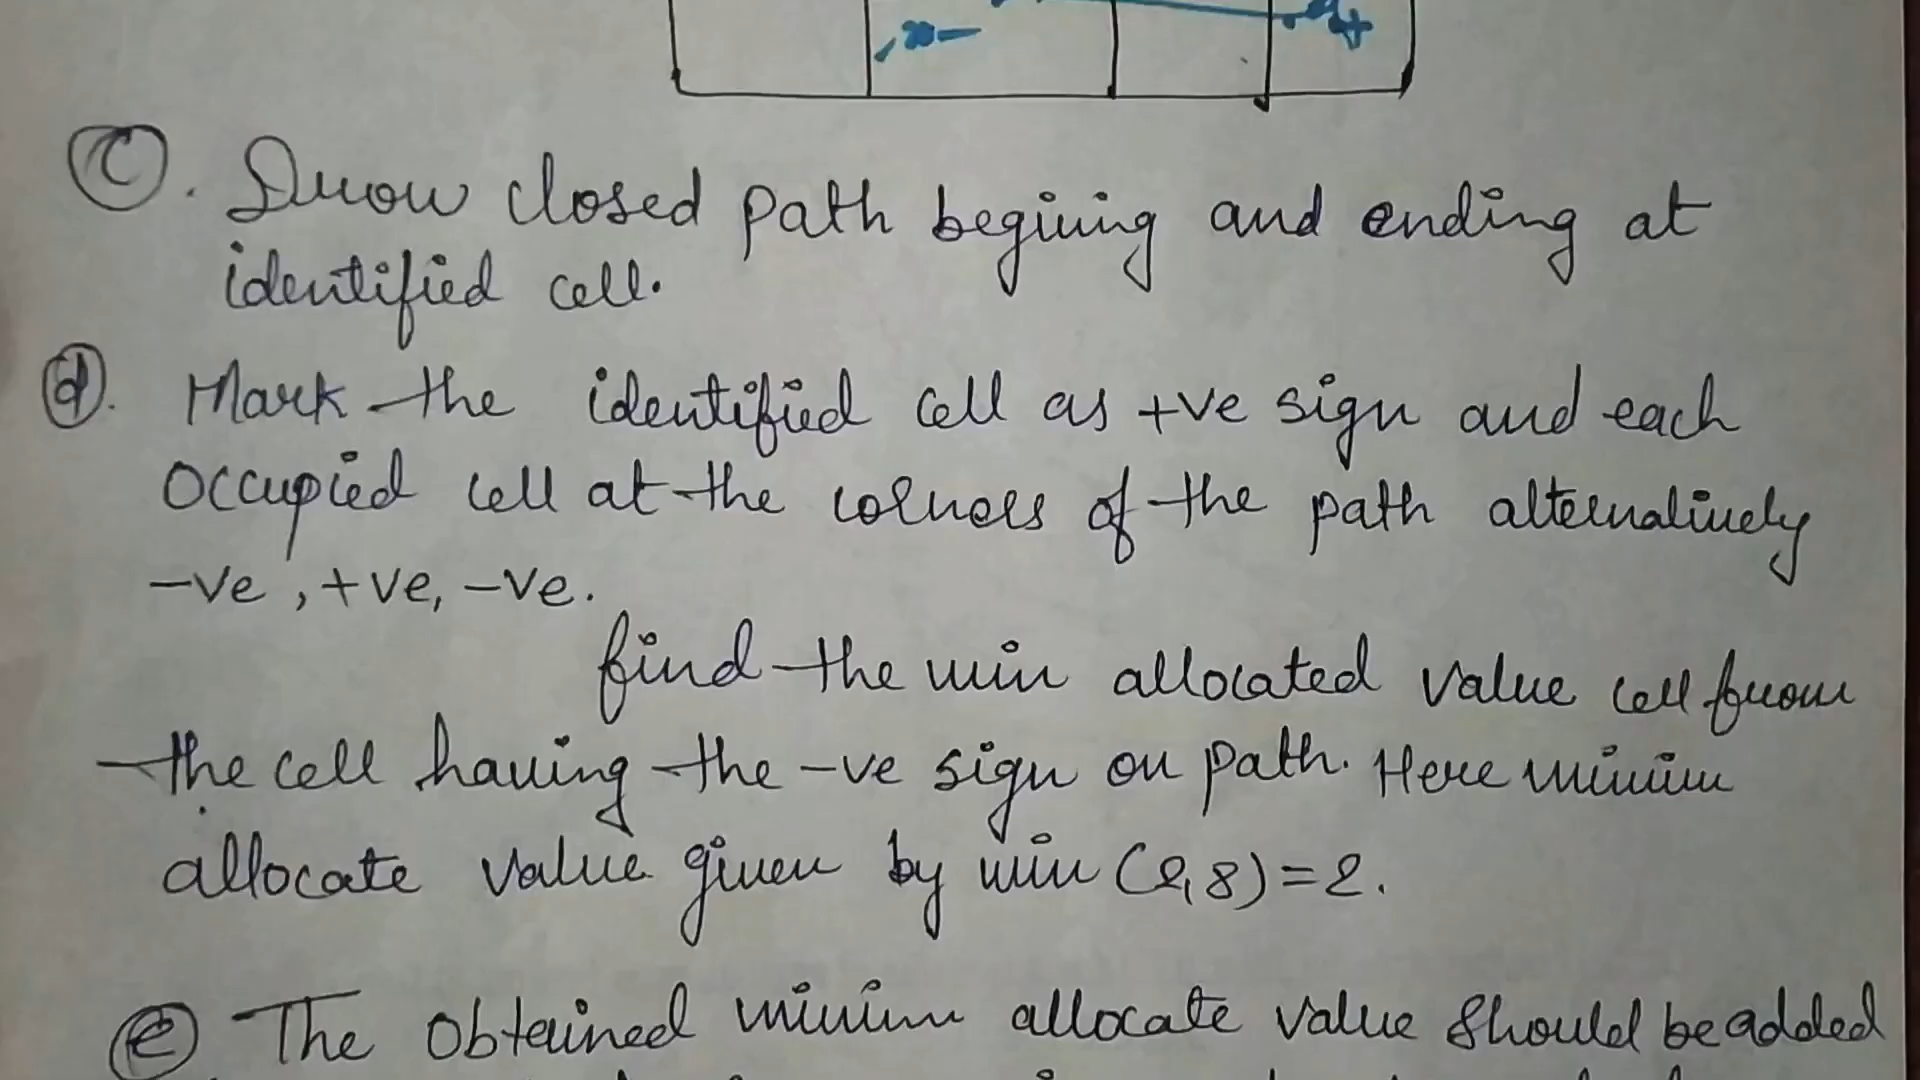 (c). Draw closed path begining and ending at
identified cell.
(d). Mark the identified cell as +ve sign and each
occupied cell at the corners of the path alternatively
-ve, +ve, -ve.
find the min allocated value cell from
the cell having the -ve sign on path. Here minim
allocate value given by min (2,8)=2.
(e) The obtained minim allocate value should be added